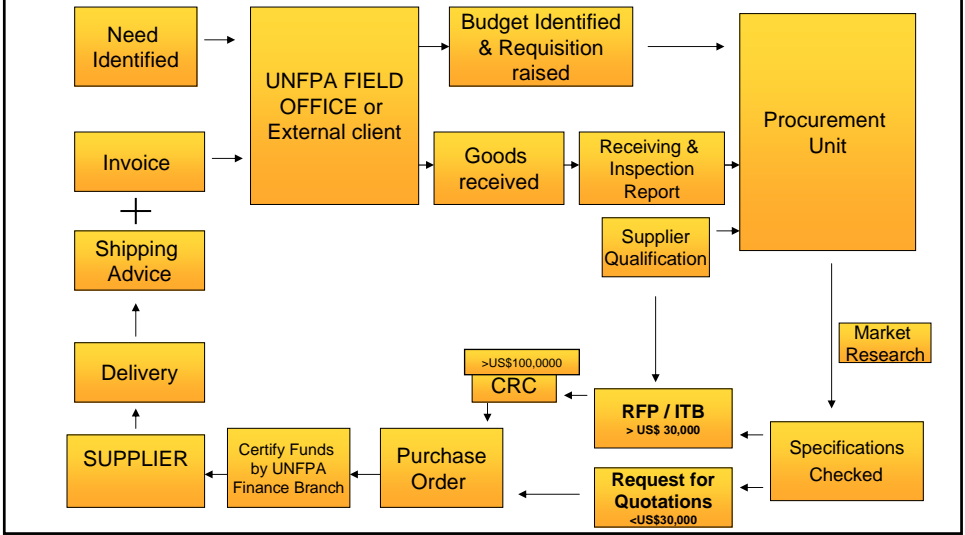 Need
Identified
UNFPA FIELD
OFFICE or
External client
Budget Identified
& Requisition
raised
Procurement
Unit
Invoice
Goods
received
Receiving &
Inspection
Report
Supplier
Qualification
Shipping
Advice
Market
Research
Delivery
>US$100,0000
CRC
RFP / ITB
> US$ 30,000
Specifications
Checked
SUPPLIER
Certify Funds
by UNFPA
Finance Branch
Purchase
Order
Request for
Quotations
<US$30,000